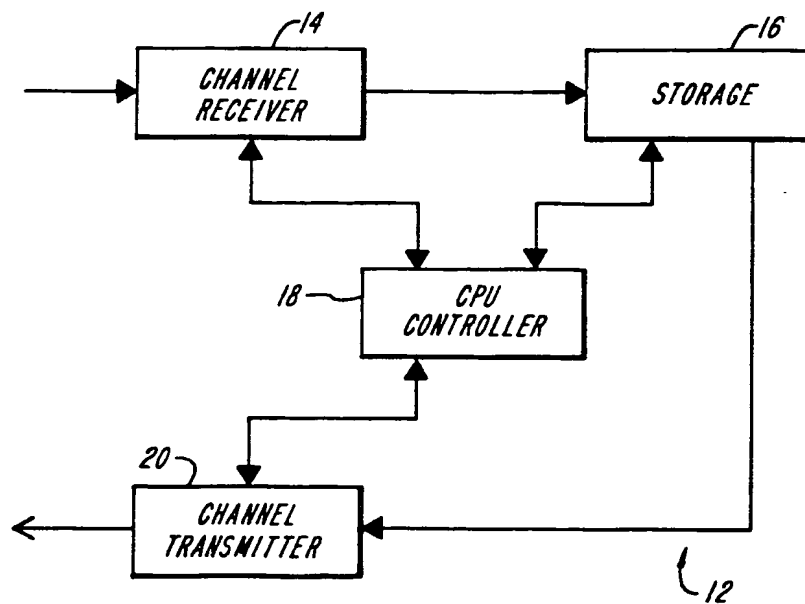 14
CHANNEL
RECEIVER
16
STORAGE
18
CPU
CONTROLLER
20
CHANNEL
TRANSMITTER
12